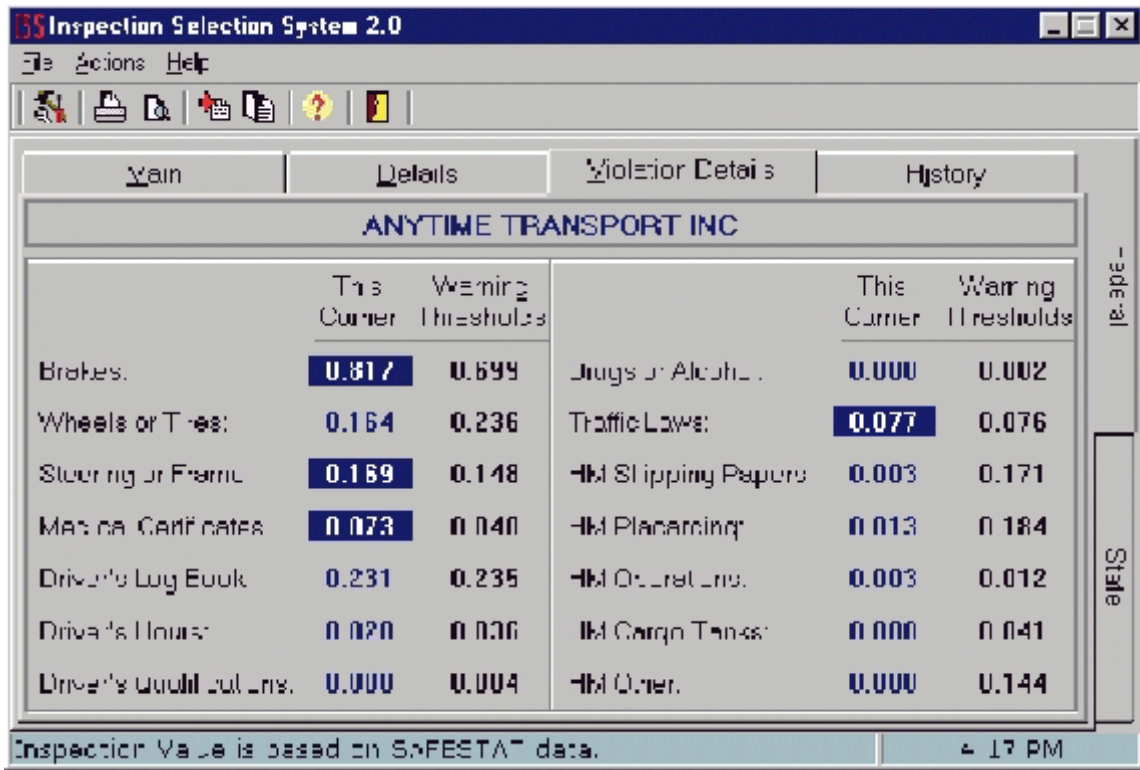 ISS Inspection Selection System 2.0
File Actions Help
Main Details Violation Details History
ANYTIME TRANSPORT INC
This Carrier Warning Thresholds This Carrier Warning Thresholds
Brakes: 0.817 0.699 Drugs or Alcohol: 0.000 0.002
Wheels or Tires: 0.164 0.236 Traffic Laws: 0.077 0.076
Steering or Frame 0.169 0.148 HM Shipping Papers 0.003 0.171
Medical Certificates 0.073 0.040 HM Placarding: 0.013 0.184
Driver's Log Book 0.231 0.235 HM Operations: 0.003 0.012
Driver's Hours: 0.020 0.036 HM Cargo Tanks: 0.000 0.041
Driver's Qualifications: 0.000 0.004 HM Other: 0.000 0.144
Federal
State
Inspection Value is based on SAFESTAT data. 4:17 PM